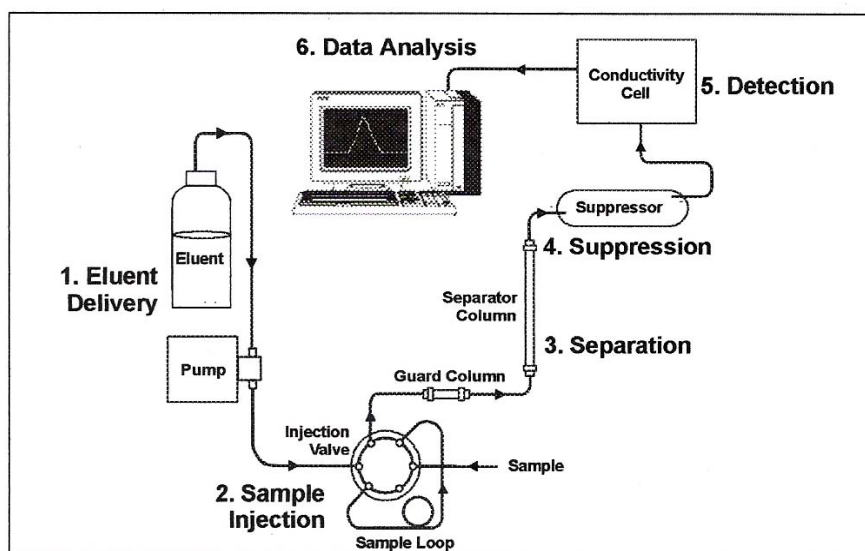 6. Data Analysis
Conductivity
Cell
5. Detection
Eluent
1. Eluent
Delivery
Suppressor
4. Suppression
Separator
Column
3. Separation
Pump
Guard Column
Injection
Valve
Sample
2. Sample
Injection
Sample Loop